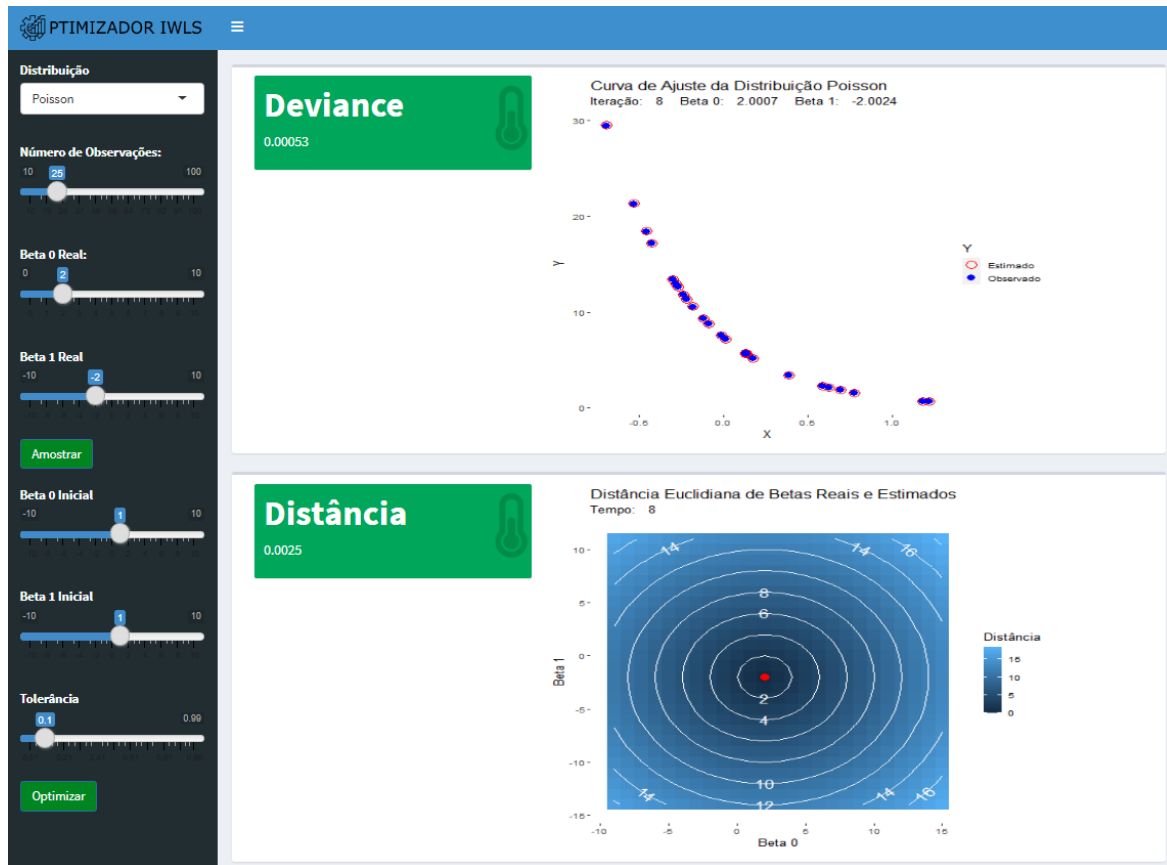 PTIMIZADOR IWLS
Distribuição
Poisson
Número de Observações:
10 25 100
Beta 0 Real:
0 2 10
Beta 1 Real
-10 -2 10
Amostrar
Beta 0 Inicial
-10 1 10
Beta 1 Inicial
-10 1 10
Tolerância
0.1 0.99
Optimizar
Deviance
0.00053
Curva de Ajuste da Distribuição Poisson
Iteração: 8 Beta 0: 2.0007 Beta 1: -2.0024
30
20
10
0
Y
-0.5 0.0 0.5 1.0
X
Y
Estimado
Observado
Distância
0.0025
Distância Euclidiana de Betas Reais e Estimados
Tempo: 8
14 14 16
8
6
2
4
10
14 12 14 16
10
5
0
-5
-10
-15
Beta 1
-10 -5 0 5 10 15
Beta 0
Distância
15
10
5
0